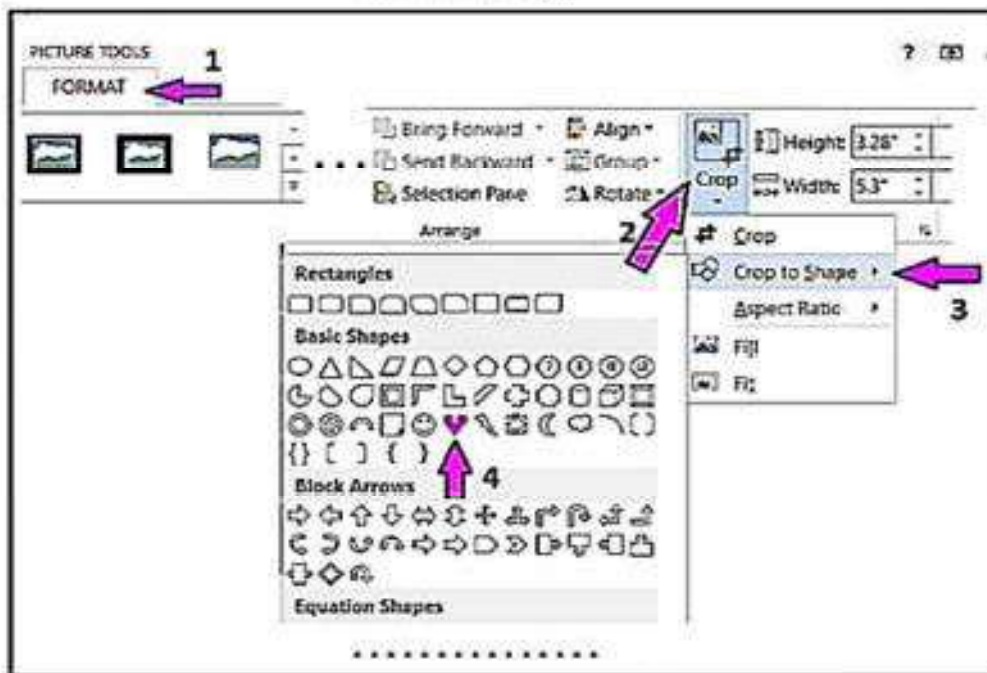 PICTURE TOOLS
1
FORMAT
Bring Forward
Align
Height: 3.28"
Send Backward
Group
Crop
Width: 5.3"
Selection Pane
Rotate
Arrange
2
Crop
Crop to Shape
3
Aspect Ratio
Fill
Fit
Rectangles
Basic Shapes
4
Block Arrows
Equation Shapes